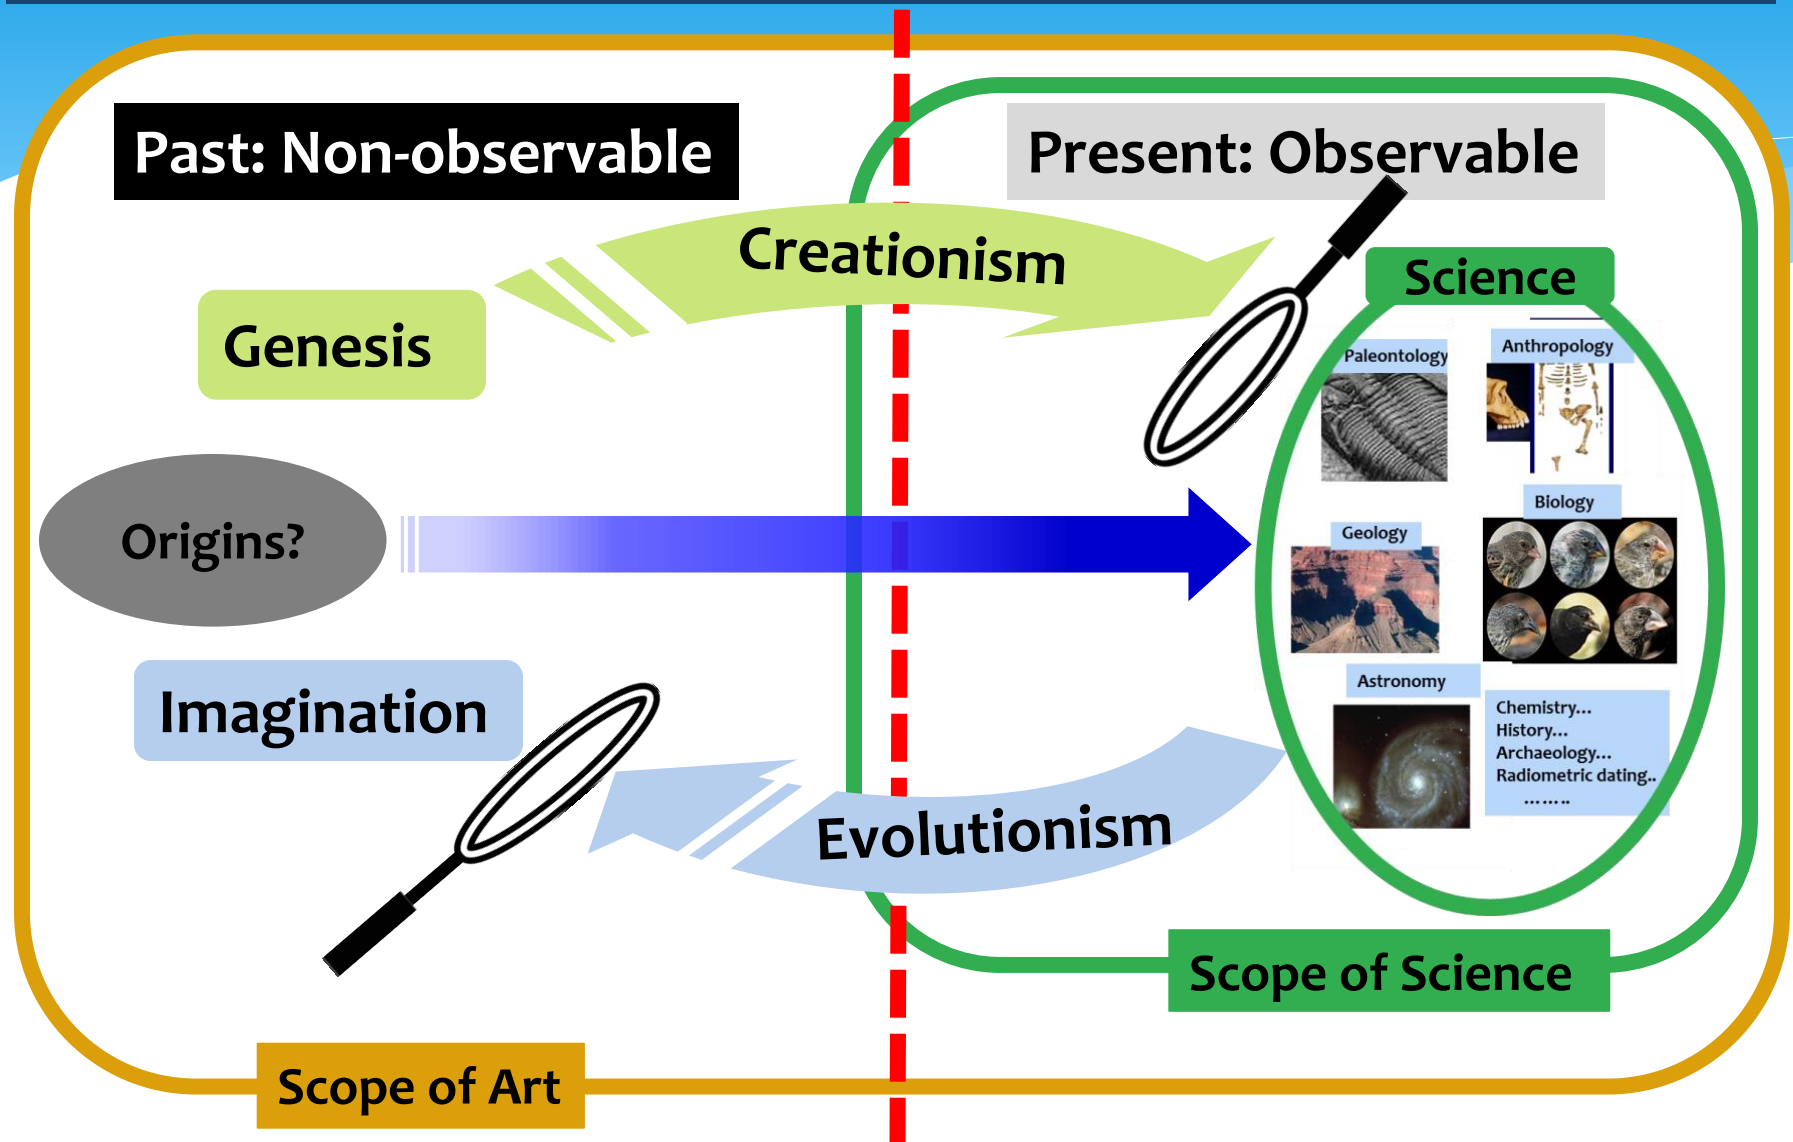 Past: Non-observable
Present: Observable
Creationism
Science
Genesis
Paleontology
Anthropology
Origins?
Biology
Geology
Imagination
Astronomy
Chemistry...
History...
Archaeology...
Radiometric dating..
........
Evolutionism
Scope of Science
Scope of Art